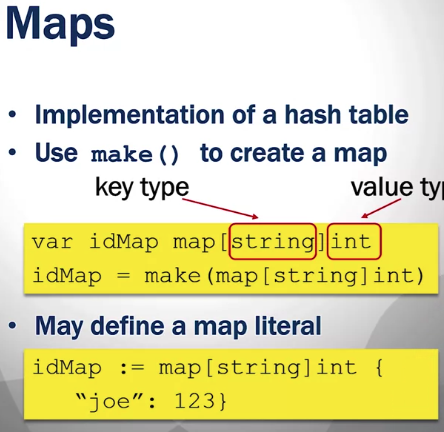 Maps
• Implementation of a hash table
• Use make() to create a map
key type value typ
var idMap map[string]int
idMap = make(map[string]int)
• May define a map literal
idMap := map[string]int {
“joe”: 123}